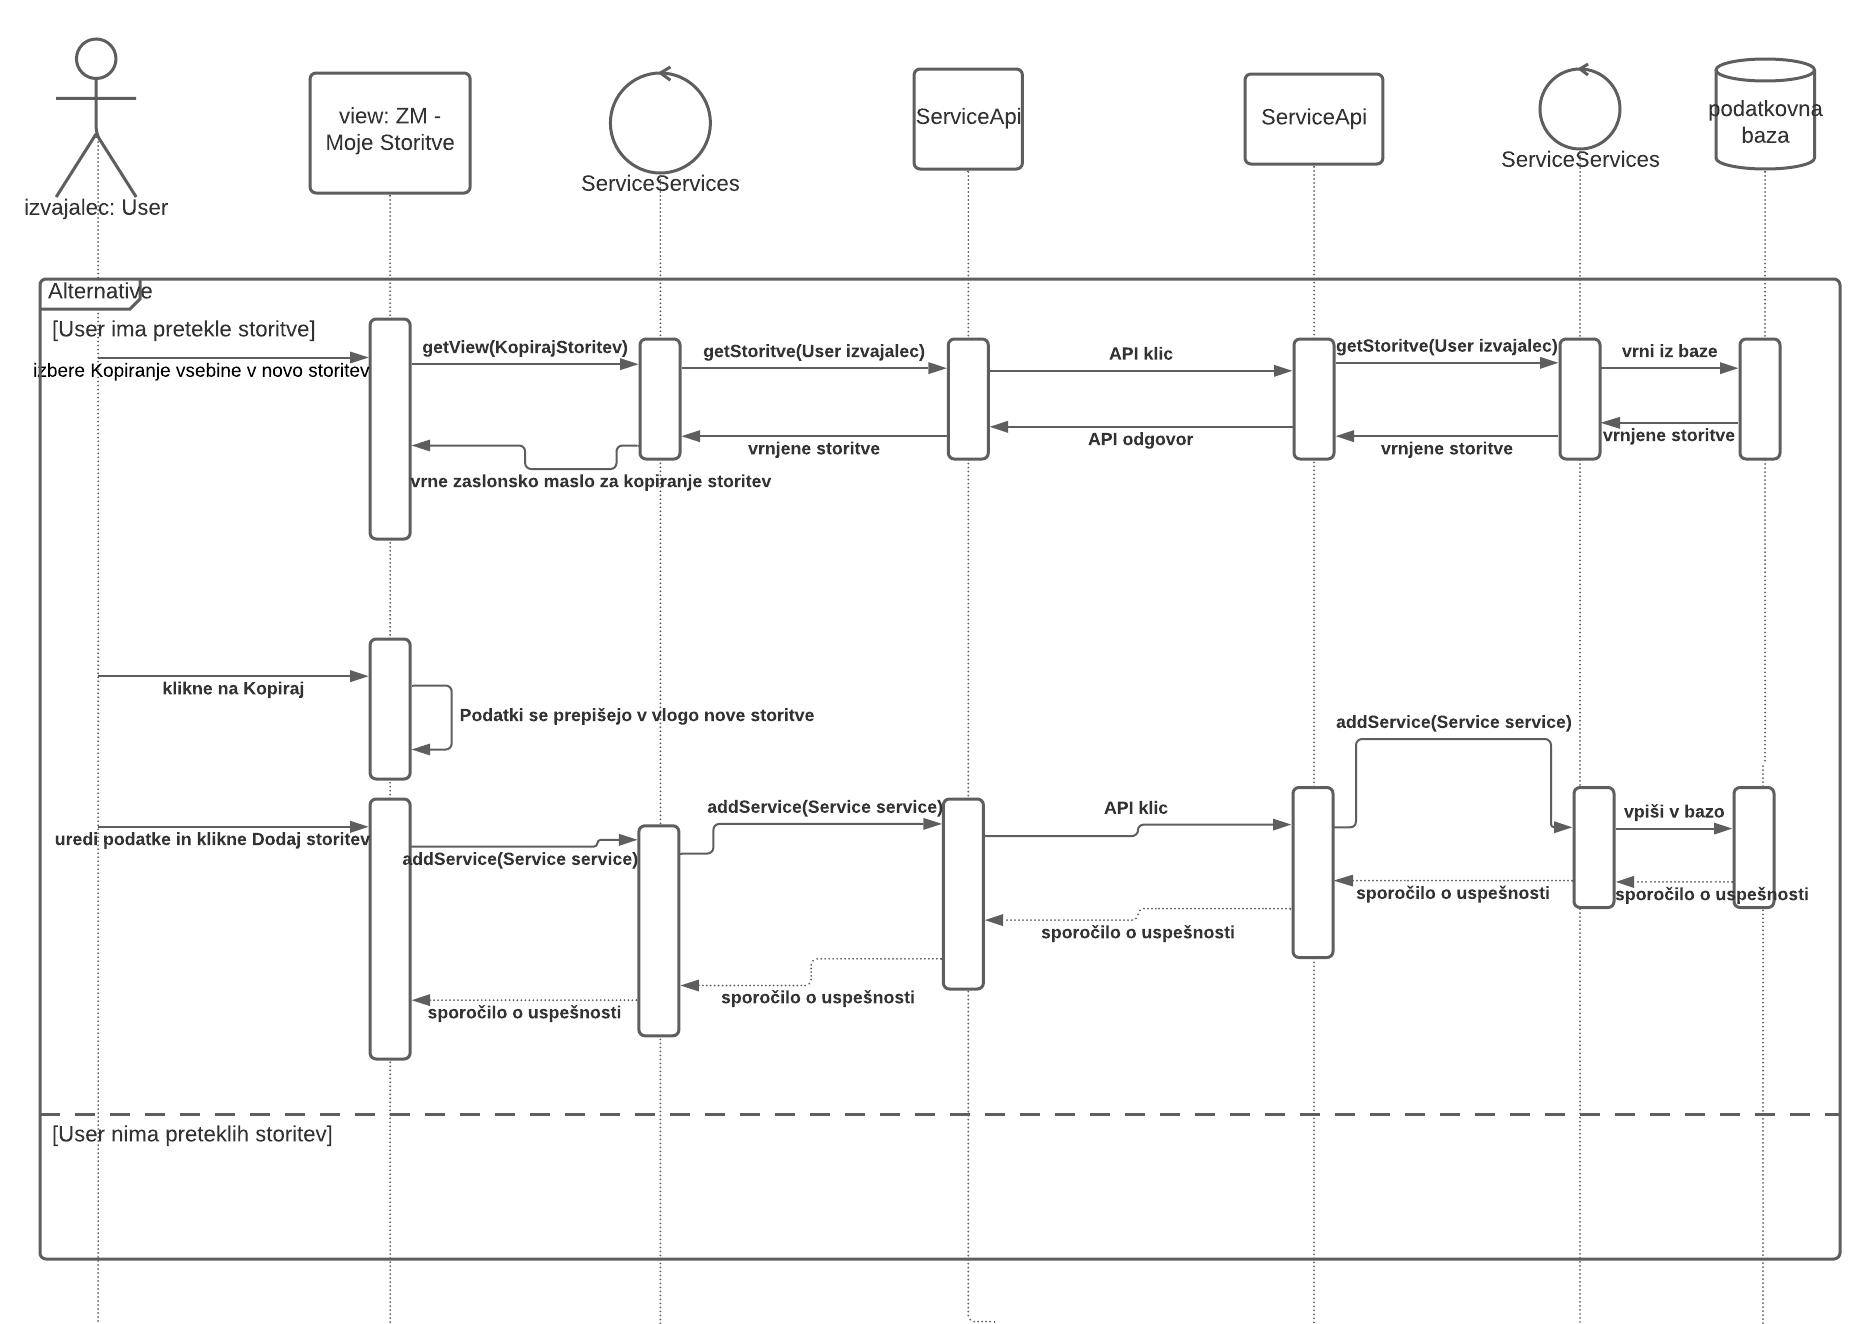 view: ZM -
Moje Storitve
ServiceApi
ServiceApi
podatkovna
baza
ServiceServices
ServiceServices
izvajalec: User
Alternative
[User ima pretekle storitve]
izbere Kopiranje vsebine v novo storitev
getView(KopirajStoritev)
getStoritve(User izvajalec)
API klic
getStoritve(User izvajalec)
vrni iz baze
vrnjene storitve
API odgovor
vrnjene storitve
vrnjene storitve
vrne zaslonsko maslo za kopiranje storitev
klikne na Kopiraj
Podatki se prepišejo v vlogo nove storitve
addService(Service service)
uredi podatke in klikne Dodaj storitev
addService(Service service)
addService(Service service)
API klic
vpiši v bazo
sporočilo o uspešnosti
sporočilo o uspešnosti
sporočilo o uspešnosti
sporočilo o uspešnosti
sporočilo o uspešnosti
[User nima preteklih storitev]